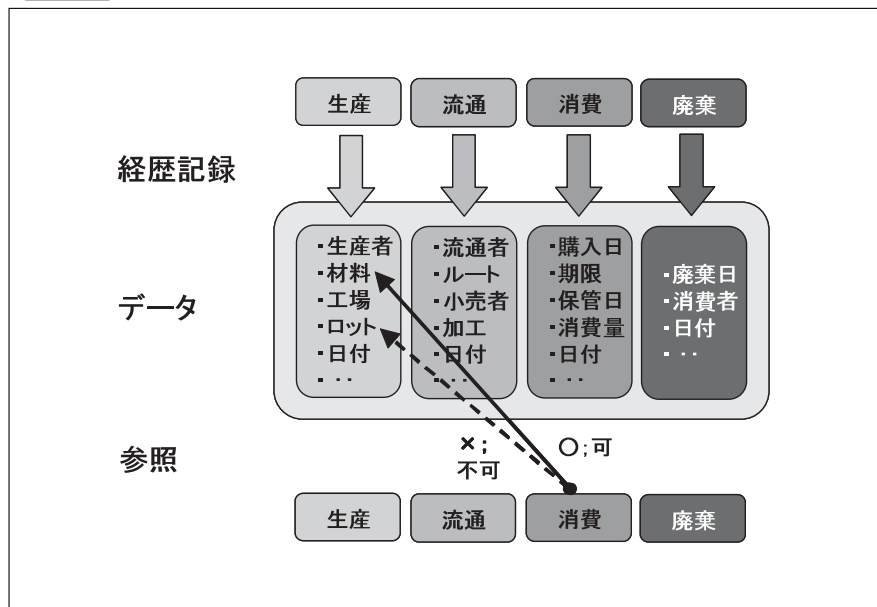 生産 流通 消費 廃棄
経歴記録
データ
・生産者
・材料
・工場
・ロット
・日付
・‥
・流通者
・ルート
・小売者
・加工
・日付
・‥
・購入日
・期限
・保管日
・消費量
・日付
・‥
・廃棄日
・消費者
・日付
・‥
参照
×;
不可
○;可
生産 流通 消費 廃棄